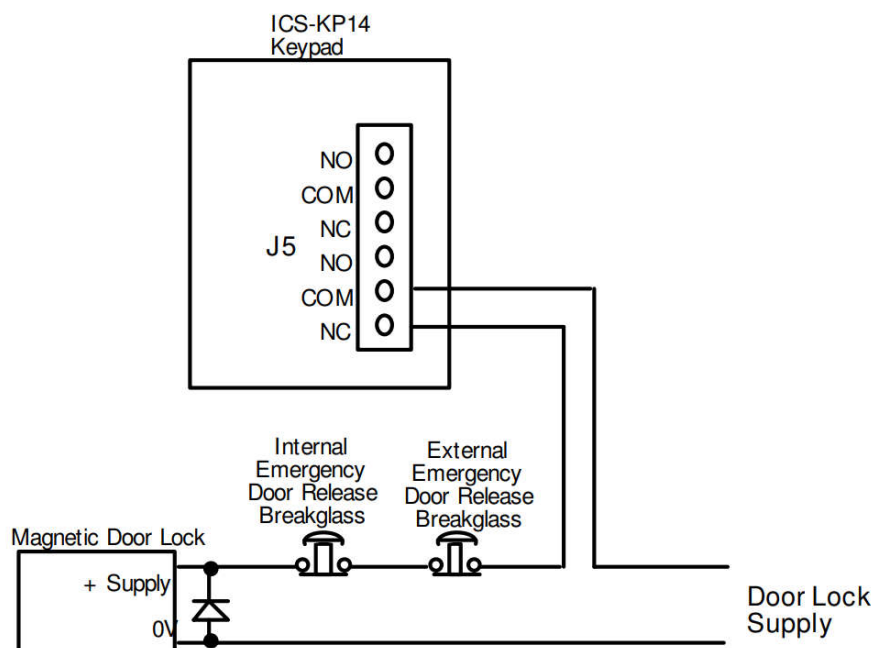 ICS-KP14
Keypad
NO
COM
NC
J5
NO
COM
NC
Internal
Emergency
Door Release
Breakglass
External
Emergency
Door Release
Breakglass
Magnetic Door Lock
+ Supply
0V
Door Lock
Supply